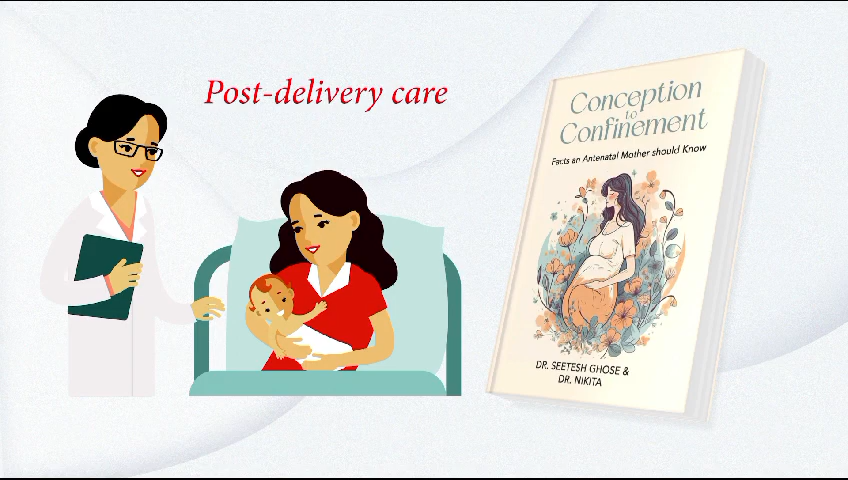 Post-delivery care
Conception
to
Confinement
Facts an Antenatal Mother should Know
DR. SEETESH GHOSE &
DR. NIKITA